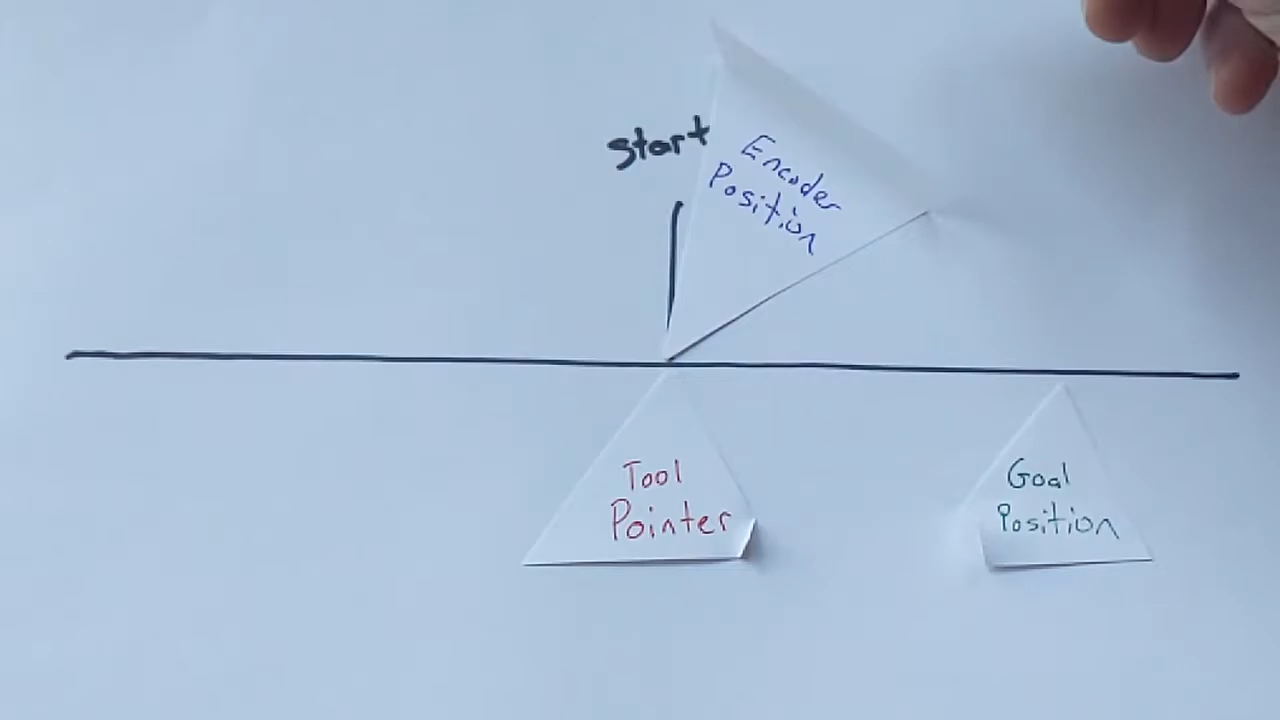 Start
Encoder
Position
Tool
Pointer
Goal
Position